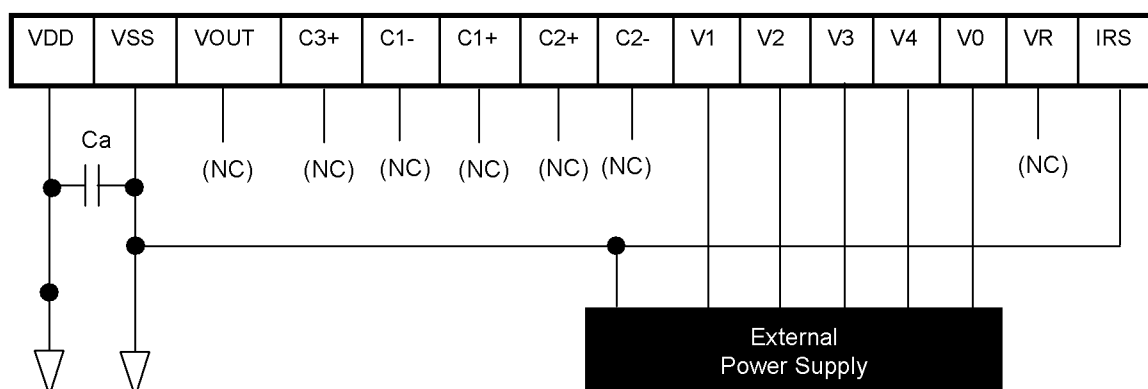 VDD VSS VOUT C3+ C1- C1+ C2+ C2- V1 V2 V3 V4 V0 VR IRS
Ca
(NC) (NC) (NC) (NC) (NC) (NC) (NC)
External
Power Supply